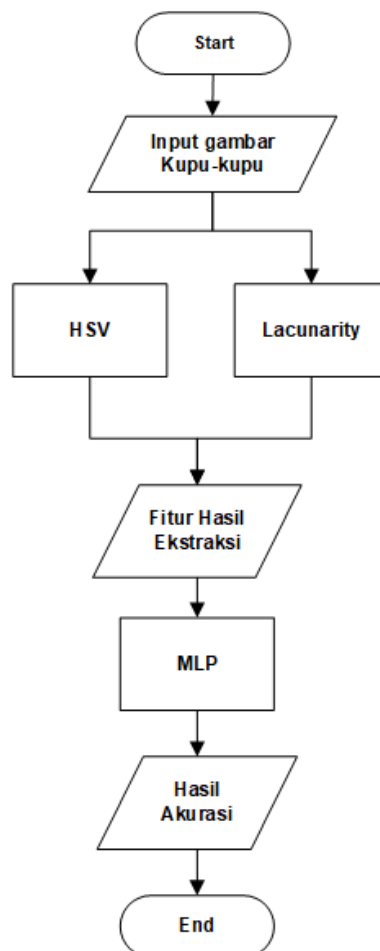 Start
Input gambar
Kupu-kupu
HSV
Lacunarity
Fitur Hasil
Ekstraksi
MLP
Hasil
Akurasi
End